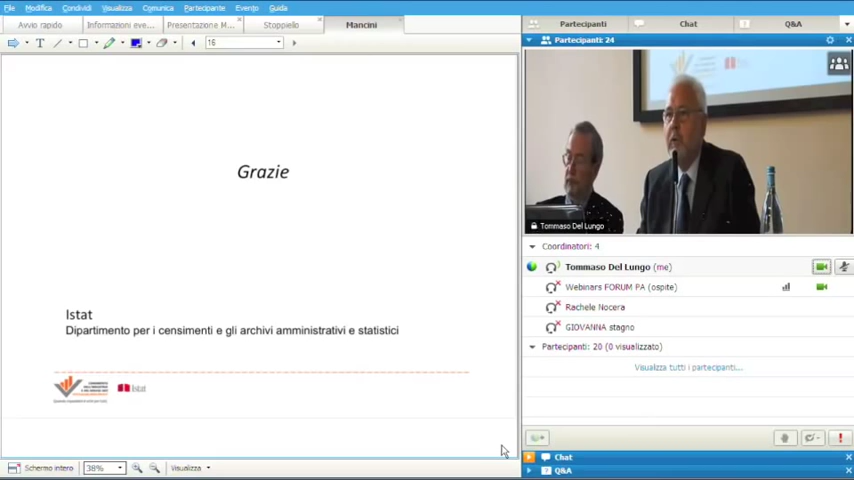 File Modifica Condividi Visualizza Comunica Partecipante Evento Guida
Avvio rapido Informazioni eve... Presentazione M... Stoppiello Mancini
T 16
Grazie
Istat
Dipartimento per i censimenti e gli archivi amministrativi e statistici
Istat
Schermo intero 38% Visualizza
Partecipanti Chat Q&A
Partecipanti: 24
Tommaso Del Lungo
Coordinatori: 4
Tommaso Del Lungo (me)
Webinars FORUM PA (ospite)
Rachele Nocera
GIOVANNA stagno
Partecipanti: 20 (0 visualizzato)
Visualizza tutti i partecipanti...
Chat
Q&A